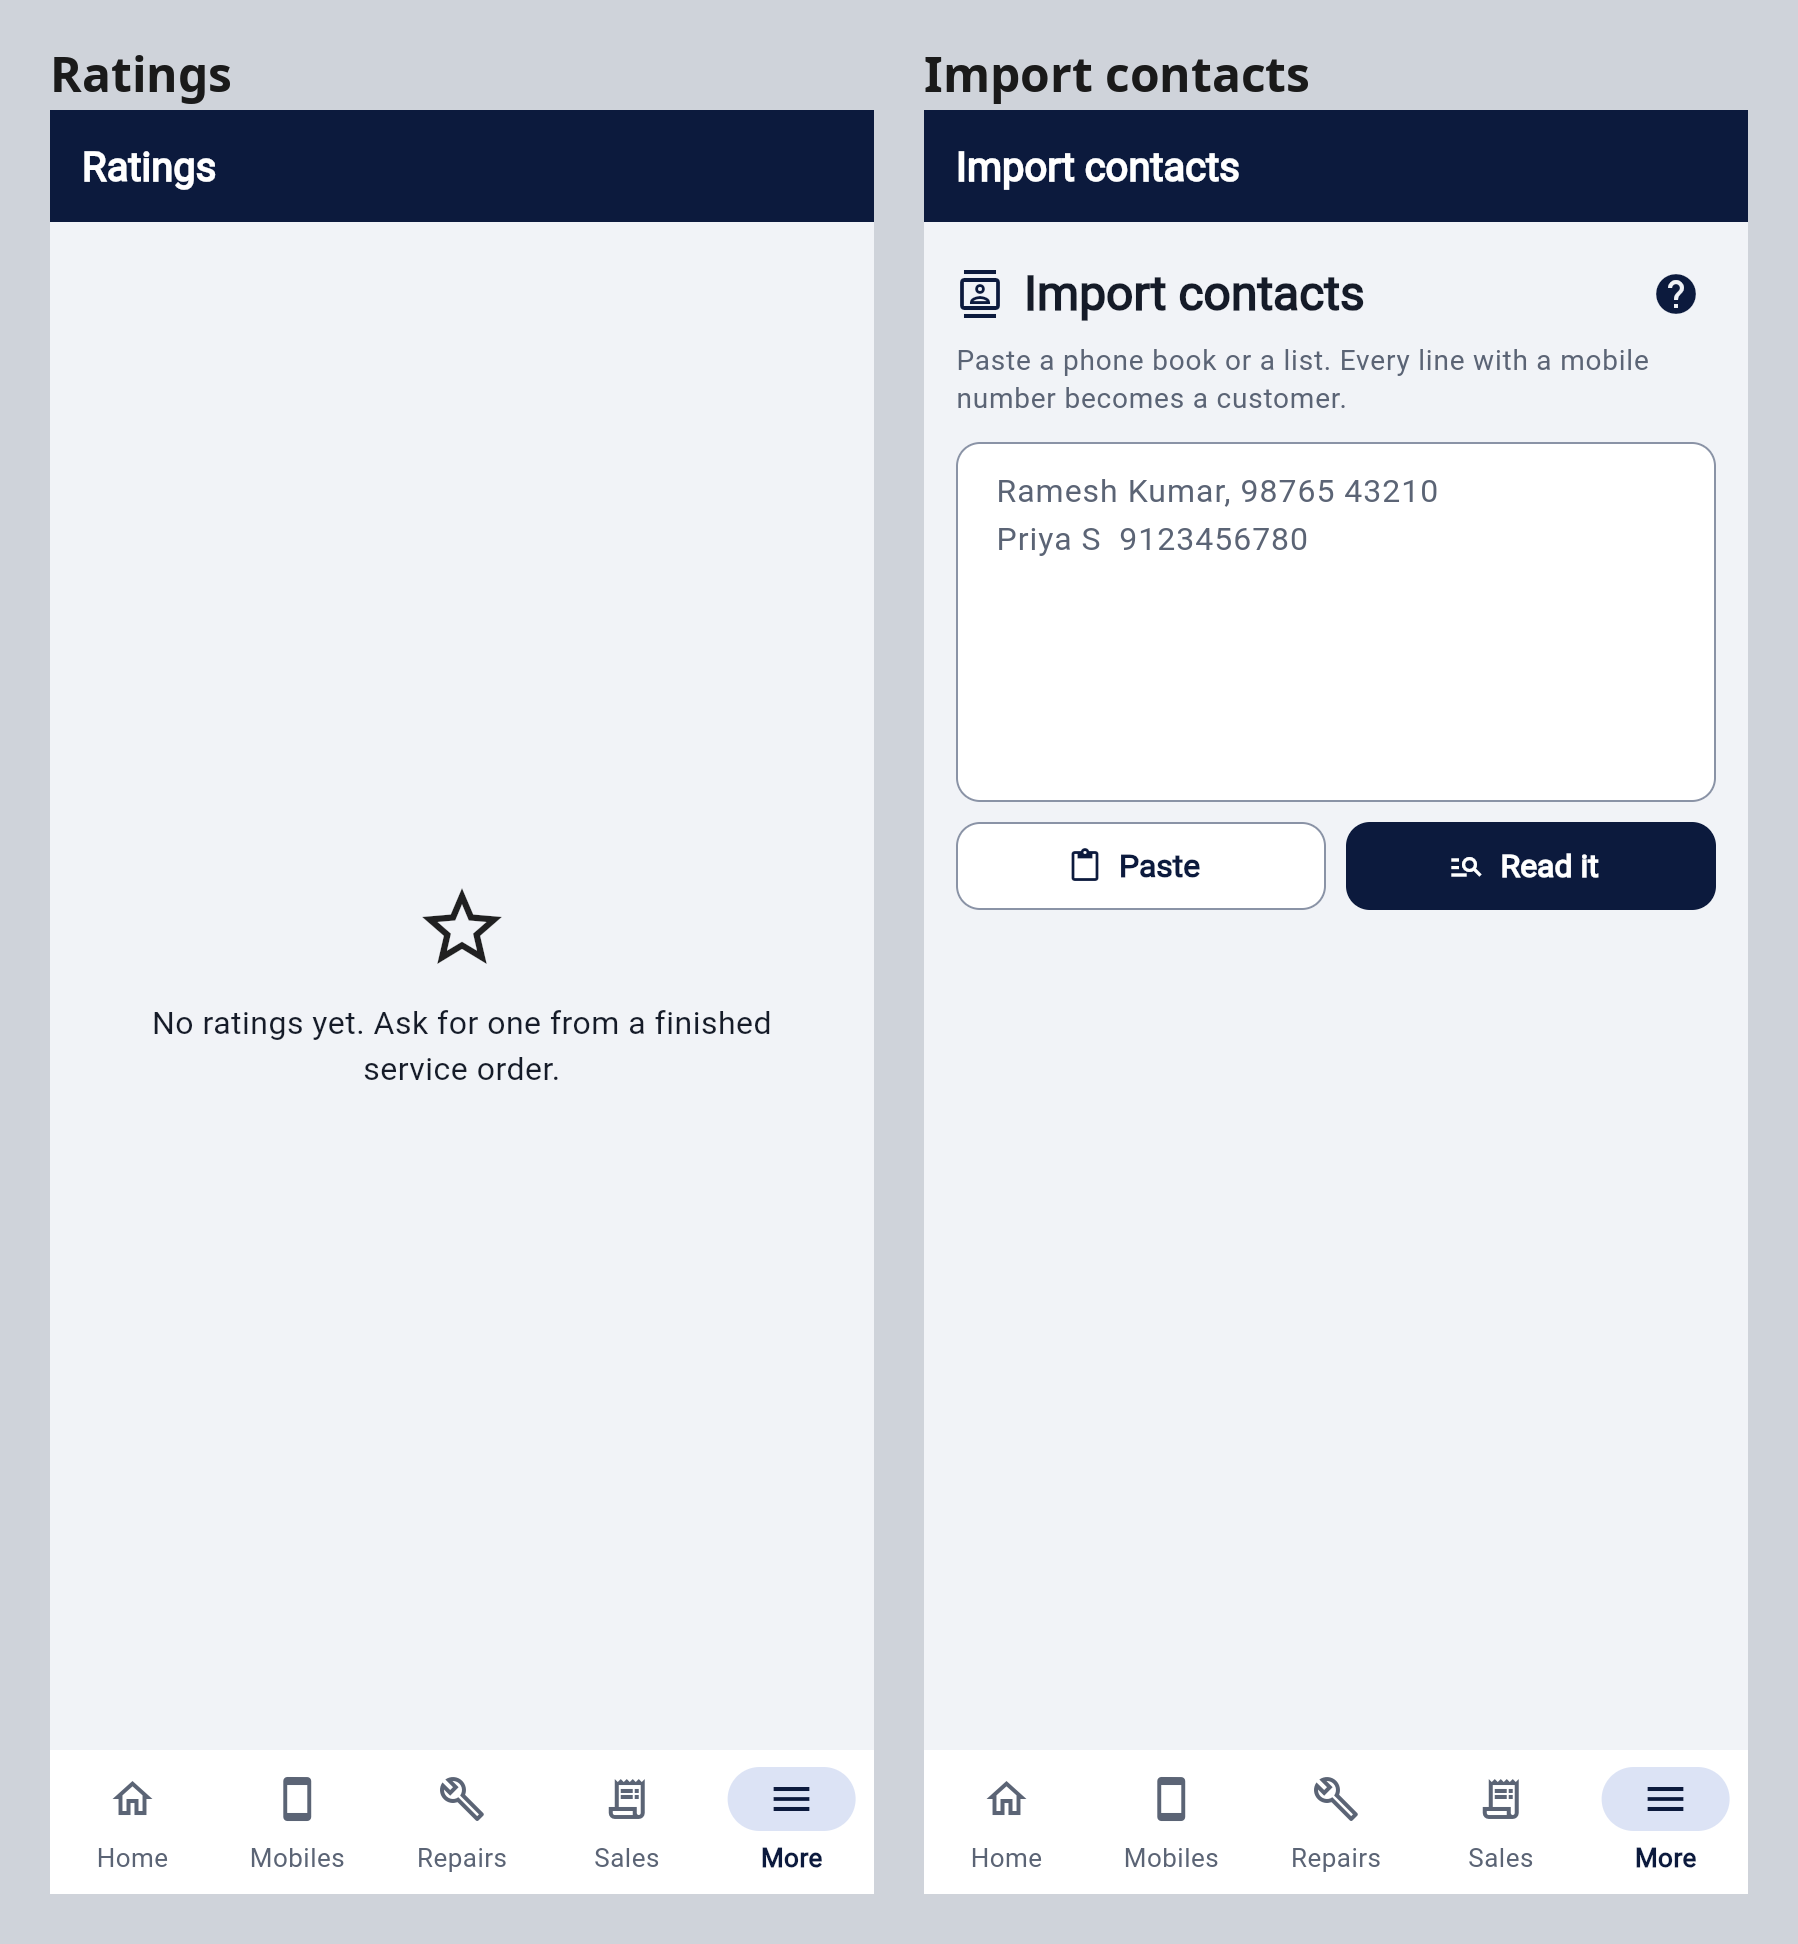 Ratings
Ratings
No ratings yet. Ask for one from a finished
service order.
Home
Mobiles
Repairs
Sales
More
Import contacts
Import contacts
Import contacts
Paste a phone book or a list. Every line with a mobile
number becomes a customer.
Ramesh Kumar, 98765 43210
Priya S  9123456780
Paste
Read it
Home
Mobiles
Repairs
Sales
More